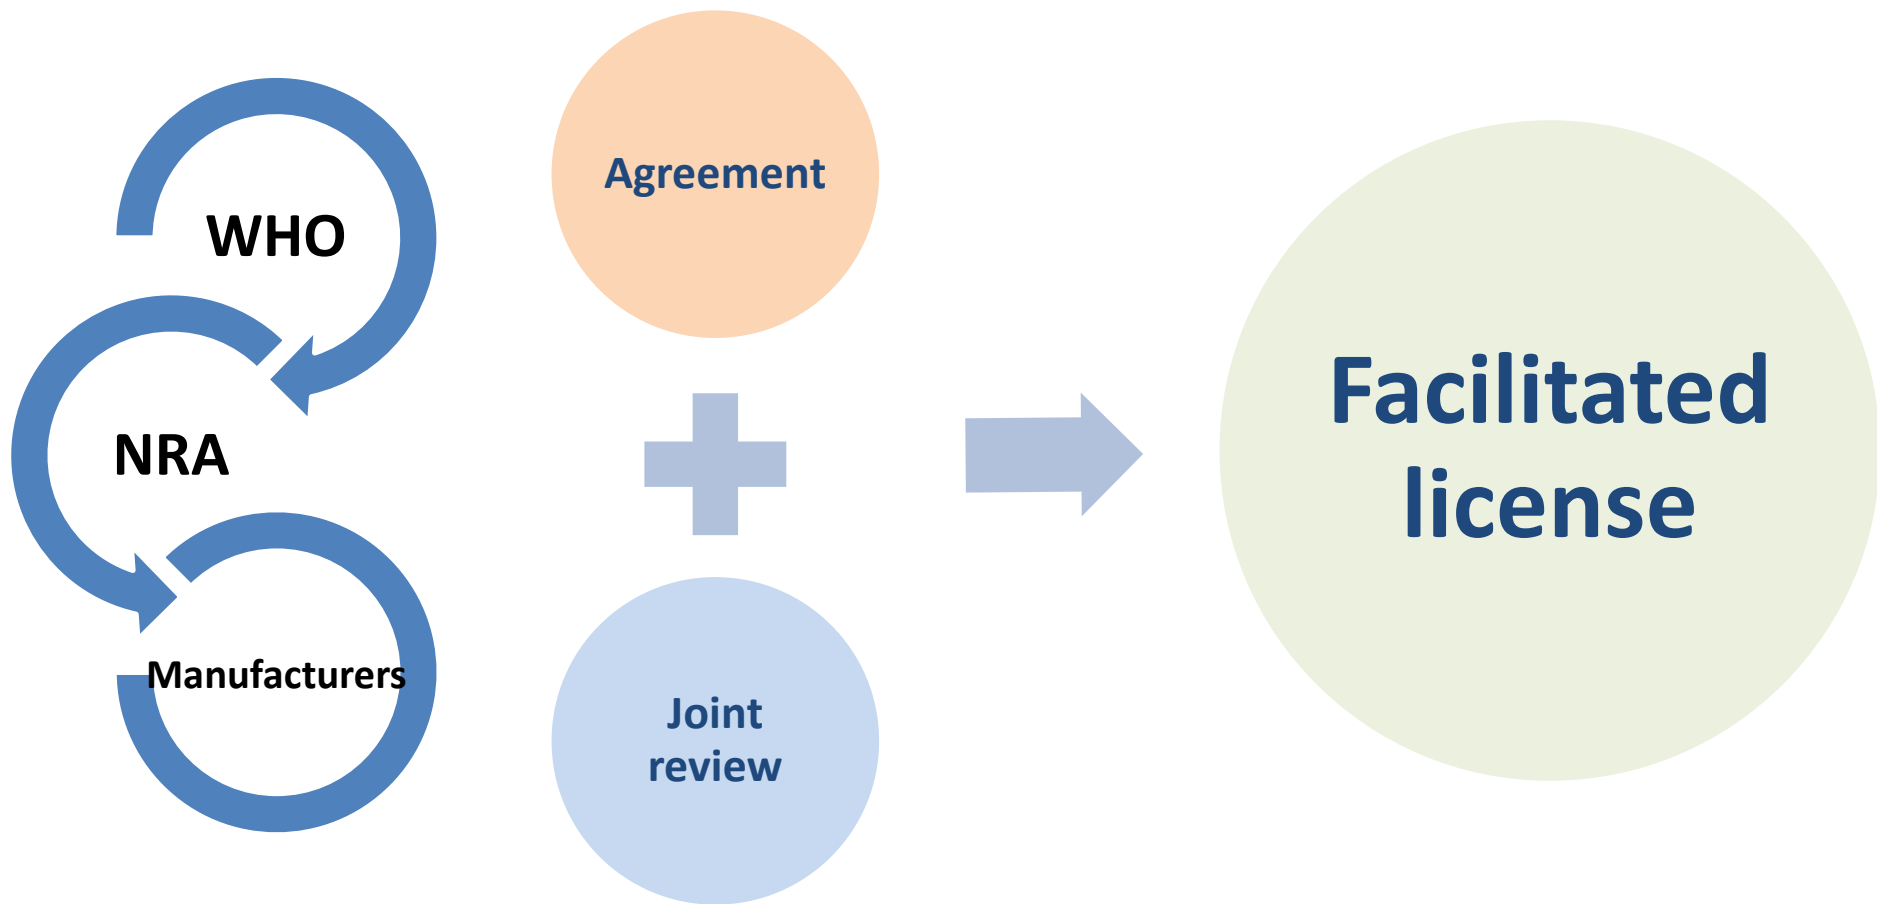 WHO
NRA
Manufacturers
Agreement
Joint
review
Facilitated
license